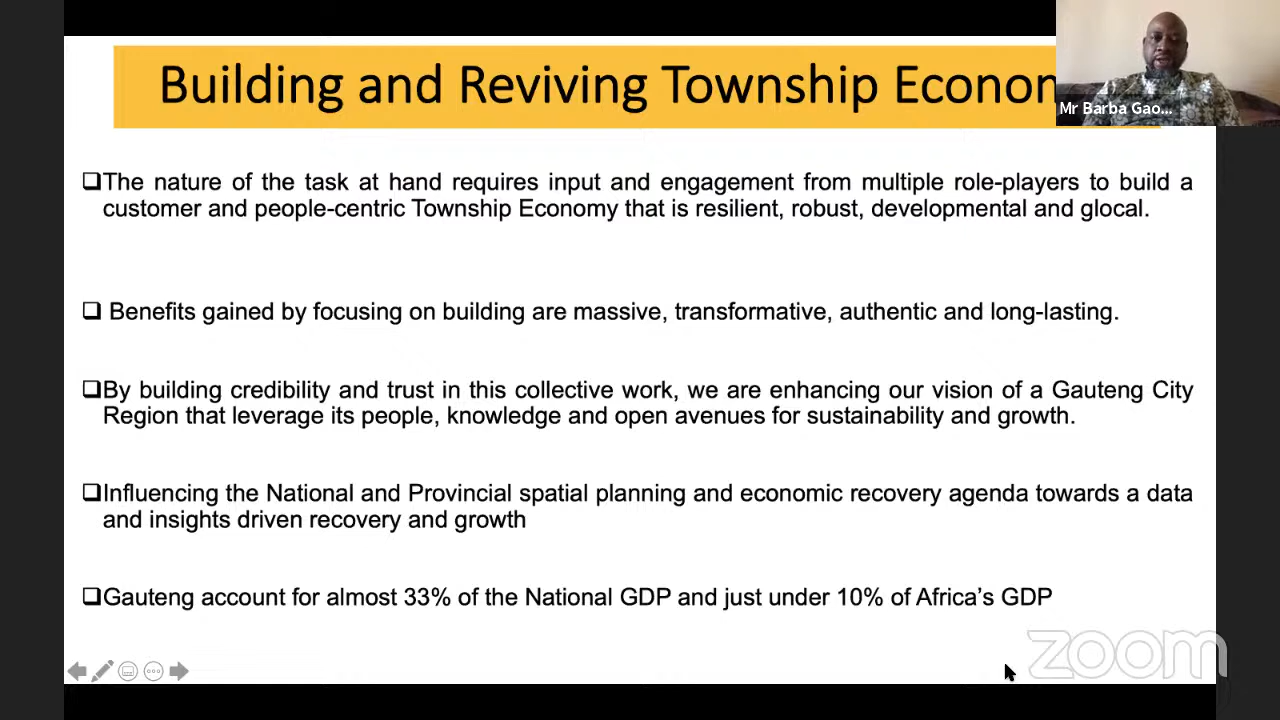 Building and Reviving Township Econom
Mr Barba Gao...
❑The nature of the task at hand requires input and engagement from multiple role-players to build a
customer and people-centric Township Economy that is resilient, robust, developmental and glocal.
❑ Benefits gained by focusing on building are massive, transformative, authentic and long-lasting.
❑By building credibility and trust in this collective work, we are enhancing our vision of a Gauteng City
Region that leverage its people, knowledge and open avenues for sustainability and growth.
❑Influencing the National and Provincial spatial planning and economic recovery agenda towards a data
and insights driven recovery and growth
❑Gauteng account for almost 33% of the National GDP and just under 10% of Africa’s GDP
zoom